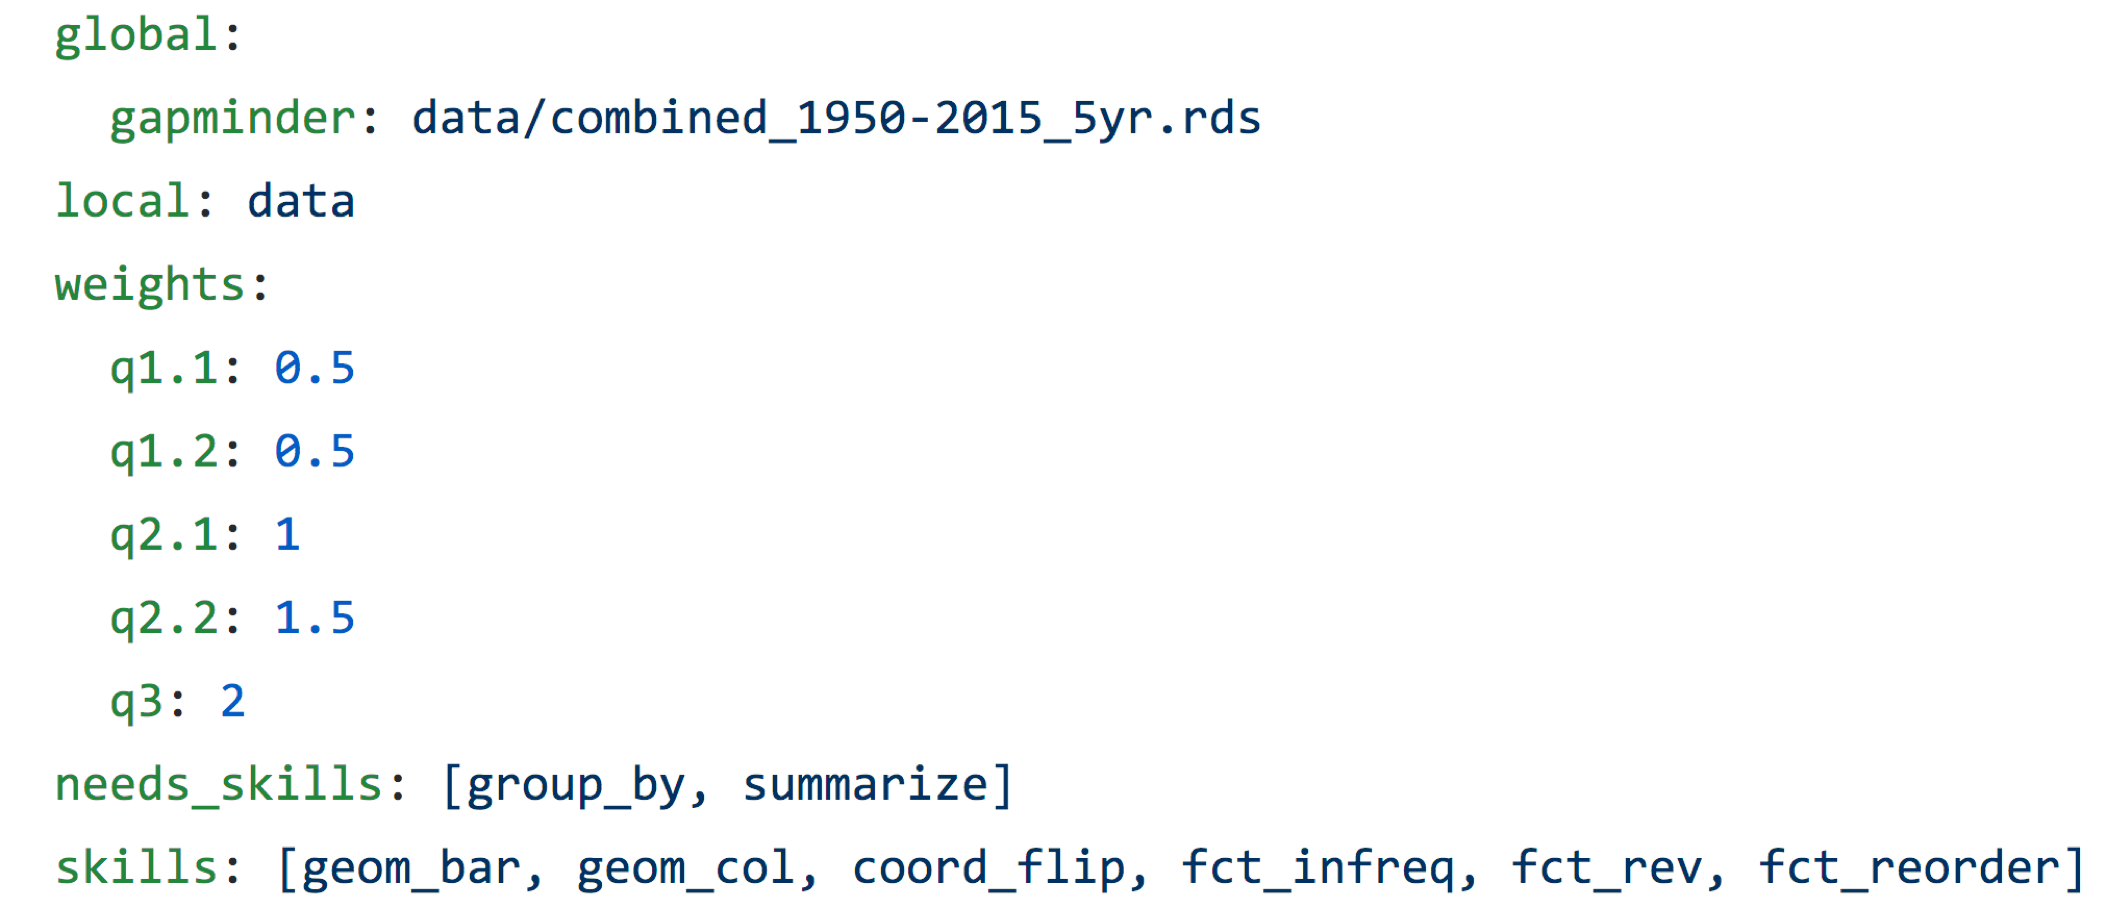 global:
  gapminder: data/combined_1950-2015_5yr.rds
local: data
weights:
  q1.1: 0.5
  q1.2: 0.5
  q2.1: 1
  q2.2: 1.5
  q3: 2
needs_skills: [group_by, summarize]
skills: [geom_bar, geom_col, coord_flip, fct_infreq, fct_rev, fct_reorder]